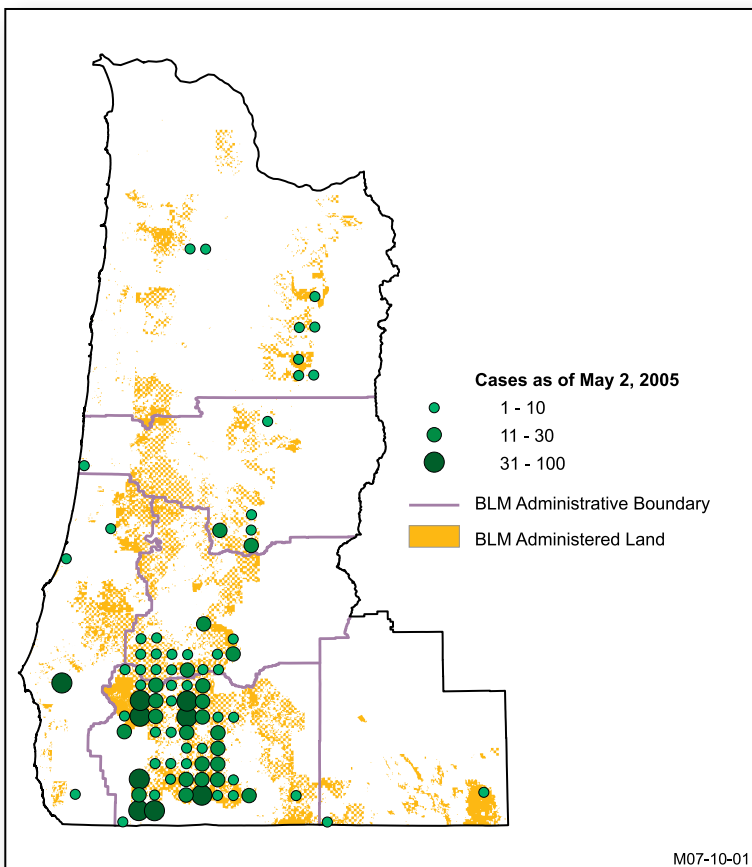 Cases as of May 2, 2005
1 - 10
11 - 30
31 - 100
BLM Administrative Boundary
BLM Administered Land
M07-10-01